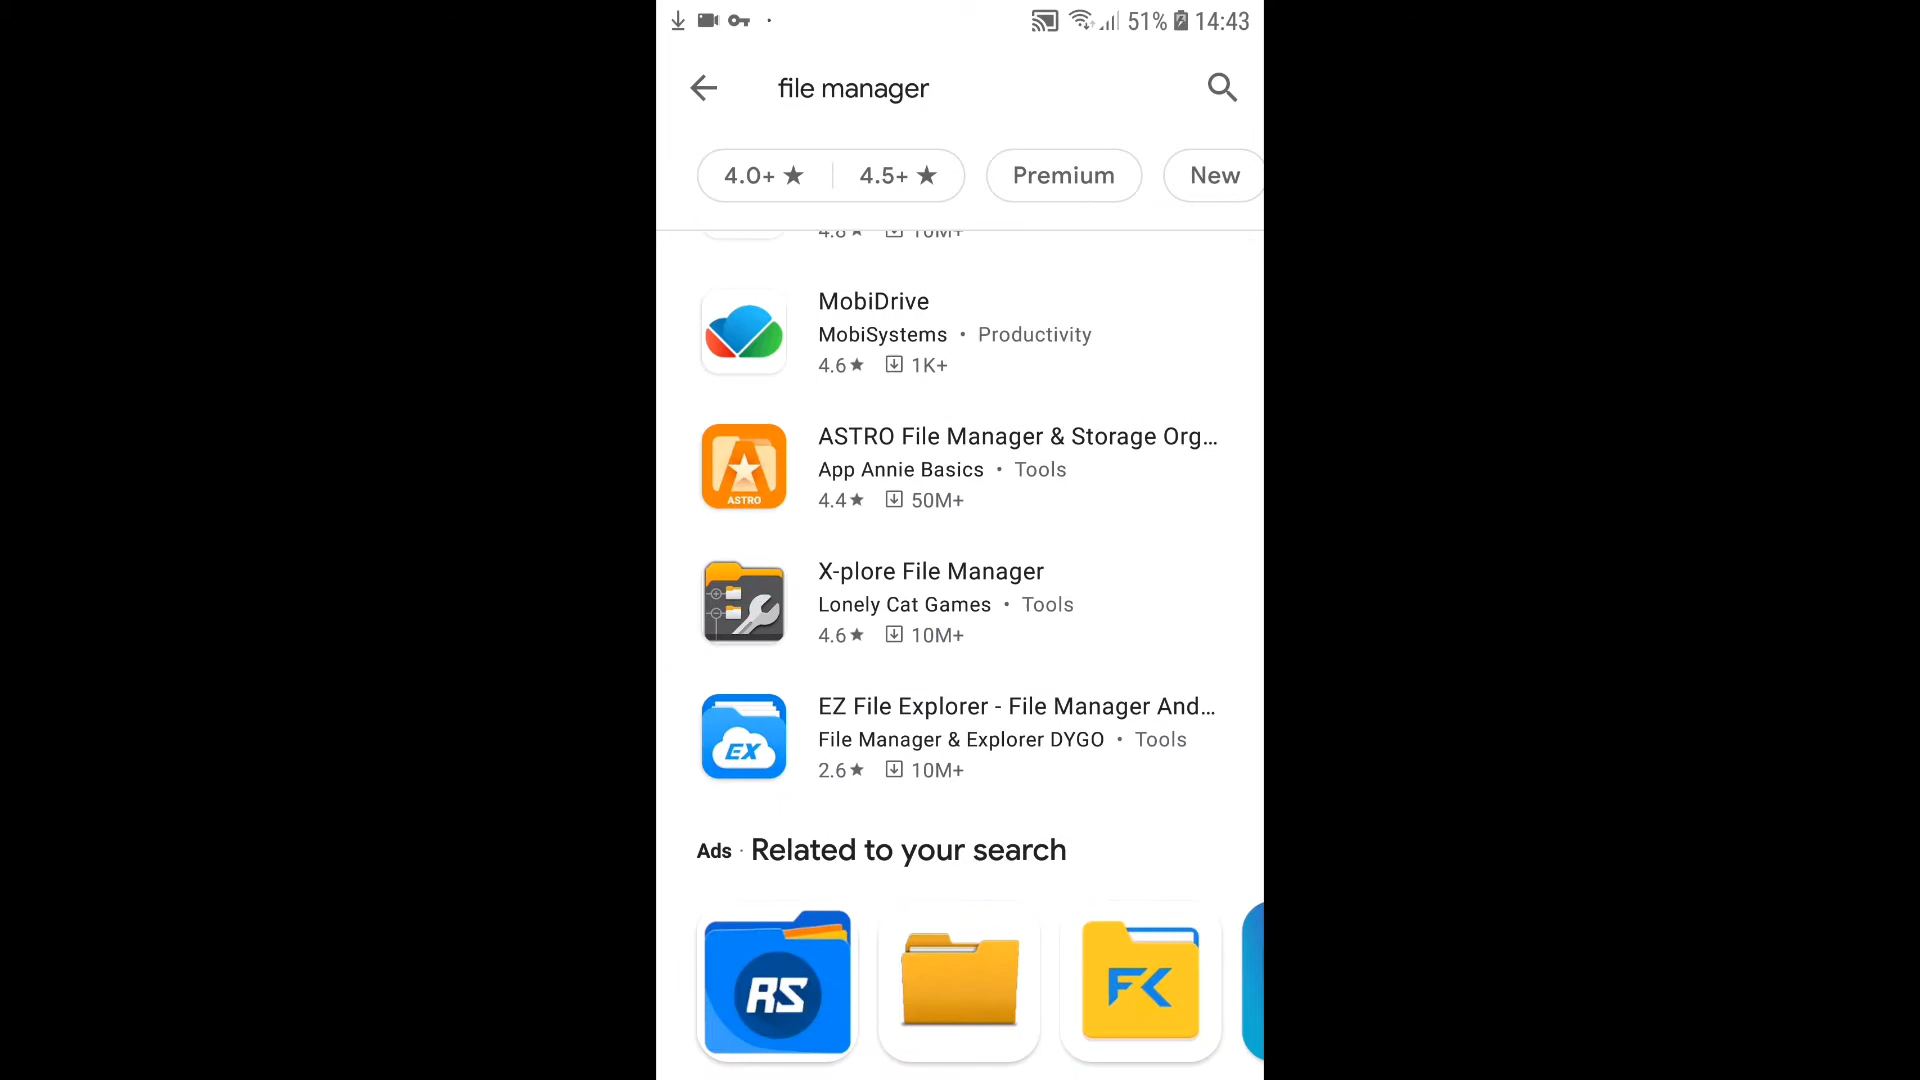 51% 14:43
file manager
4.0+ ★ 4.5+ ★ Premium New
MobiDrive
MobiSystems • Productivity
4.6★ 1K+
ASTRO
ASTRO File Manager & Storage Org...
App Annie Basics • Tools
4.4★ 50M+
X-plore File Manager
Lonely Cat Games • Tools
4.6★ 10M+
EX
EZ File Explorer - File Manager And...
File Manager & Explorer DYGO • Tools
2.6★ 10M+
Ads · Related to your search
RS
FK